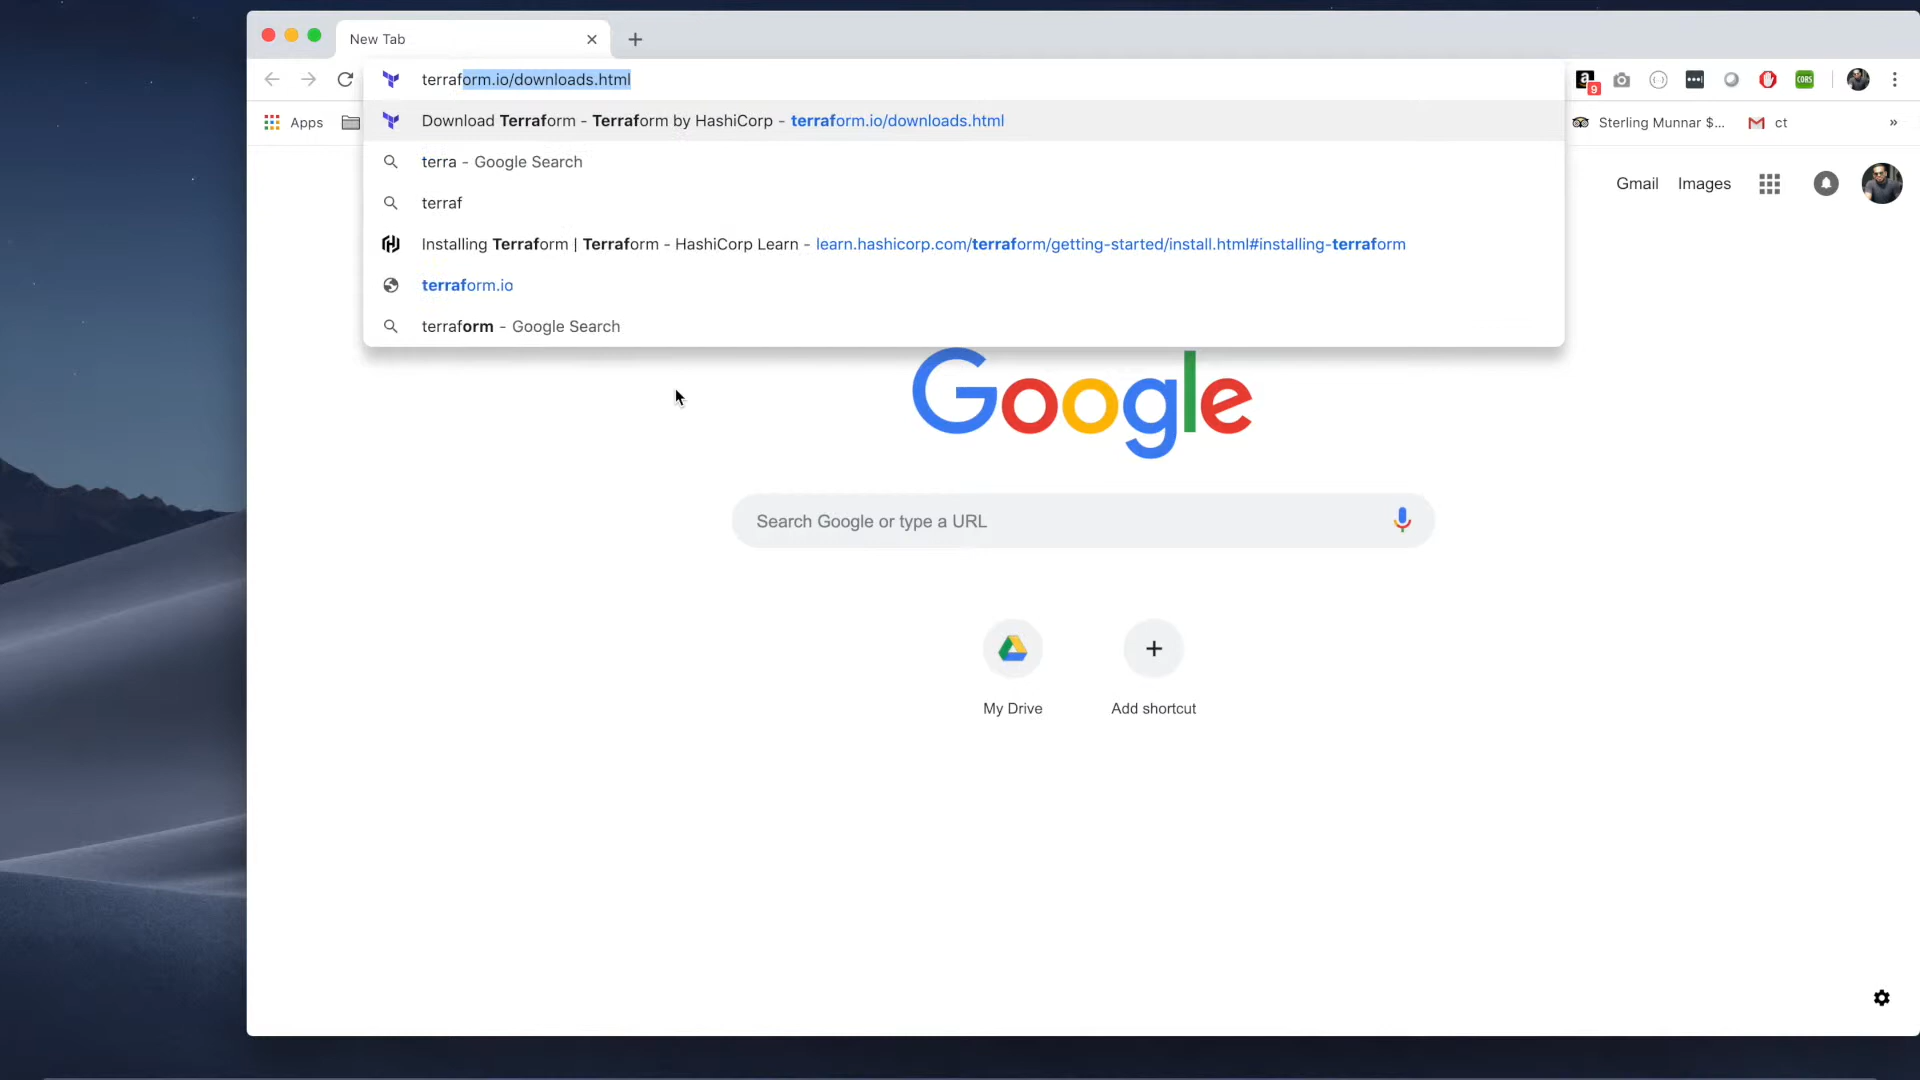 New Tab
terraform.io/downloads.html
Download Terraform - Terraform by HashiCorp - terraform.io/downloads.html
terra - Google Search
terraf
Installing Terraform | Terraform - HashiCorp Learn - learn.hashicorp.com/terraform/getting-started/install.html#installing-terraform
terraform.io
terraform - Google Search
a 9
CORS
Apps
Sterling Munnar $...
ct
»
Gmail Images
Google
Search Google or type a URL
My Drive
Add shortcut